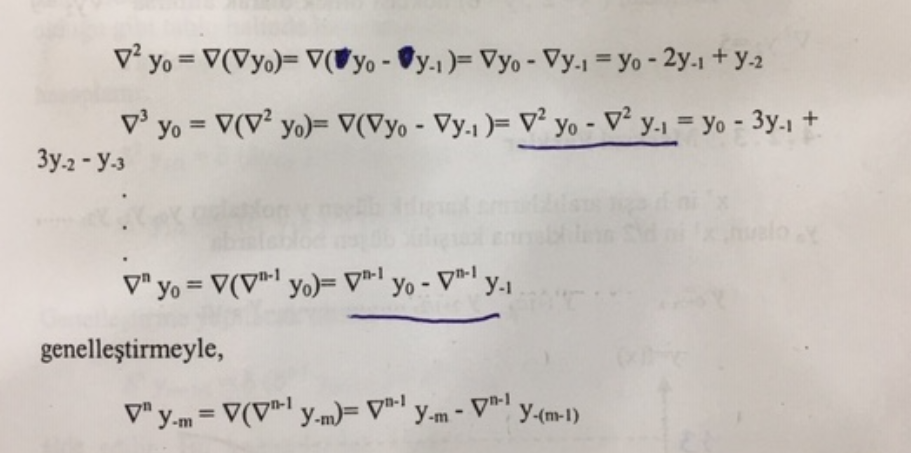 ∇² y₀ = ∇(∇y₀)= ∇(y₀ - y₋₁)= ∇y₀ - ∇y₋₁ = y₀ - 2y₋₁ + y₋₂
∇³ y₀ = ∇(∇² y₀)= ∇(∇y₀ - ∇y₋₁)= ∇² y₀ - ∇² y₋₁ = y₀ - 3y₋₁ +
3y₋₂ - y₋₃
.
.
.
∇ⁿ y₀ = ∇(∇ⁿ⁻¹ y₀)= ∇ⁿ⁻¹ y₀ - ∇ⁿ⁻¹ y₋₁
genelleştirmeyle,
∇ⁿ y₋ₘ = ∇(∇ⁿ⁻¹ y₋ₘ)= ∇ⁿ⁻¹ y₋ₘ - ∇ⁿ⁻¹ y₋₍ₘ₋₁₎